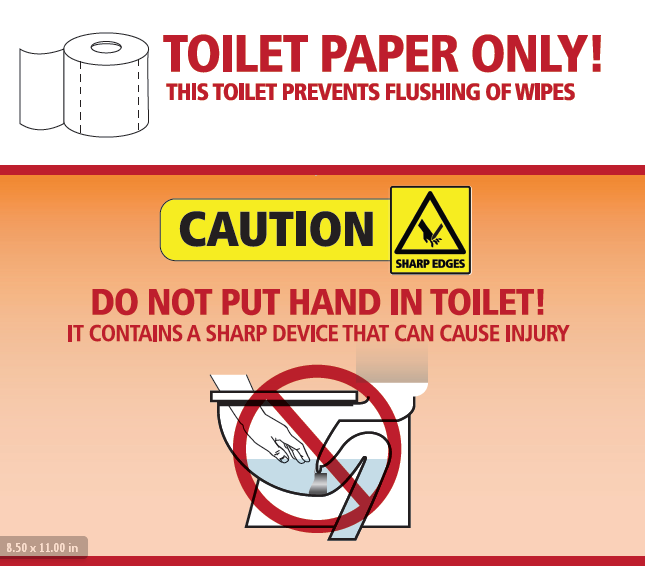 TOILET PAPER ONLY!
THIS TOILET PREVENTS FLUSHING OF WIPES
CAUTION
SHARP EDGES
DO NOT PUT HAND IN TOILET!
IT CONTAINS A SHARP DEVICE THAT CAN CAUSE INJURY
8.50 x 11.00 in